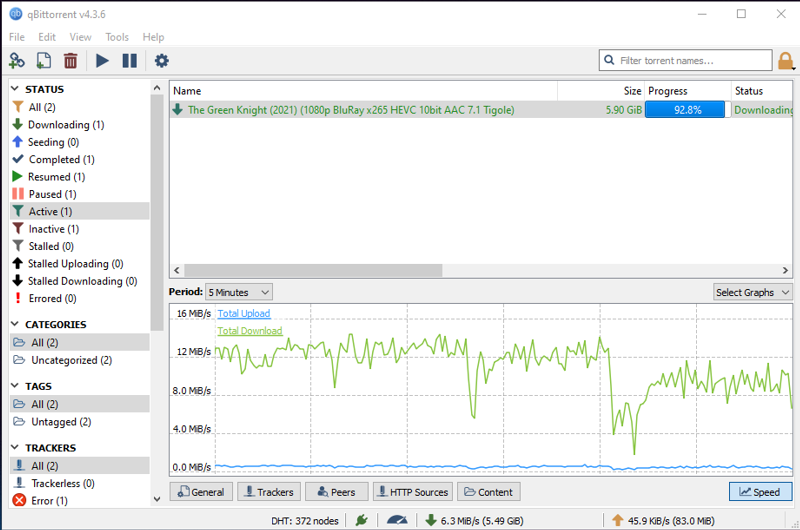 qBittorrent v4.3.6
File Edit View Tools Help
Filter torrent names...
STATUS
All (2)
Downloading (1)
Seeding (0)
Completed (1)
Resumed (1)
Paused (1)
Active (1)
Inactive (1)
Stalled (0)
Stalled Uploading (0)
Stalled Downloading (0)
Errored (0)
CATEGORIES
All (2)
Uncategorized (2)
TAGS
All (2)
Untagged (2)
TRACKERS
All (2)
Trackerless (0)
Error (1)
Name Size Progress Status
The Green Knight (2021) (1080p BluRay x265 HEVC 10bit AAC 7.1 Tigole) 5.90 GiB 92.8% Downloading
Period: 5 Minutes Select Graphs
16 MiB/s
12 MiB/s
8.0 MiB/s
4.0 MiB/s
0.0 MiB/s
Total Upload
Total Download
General Trackers Peers HTTP Sources Content Speed
DHT: 372 nodes 6.3 MiB/s (5.49 GiB) 45.9 KiB/s (83.0 MiB)